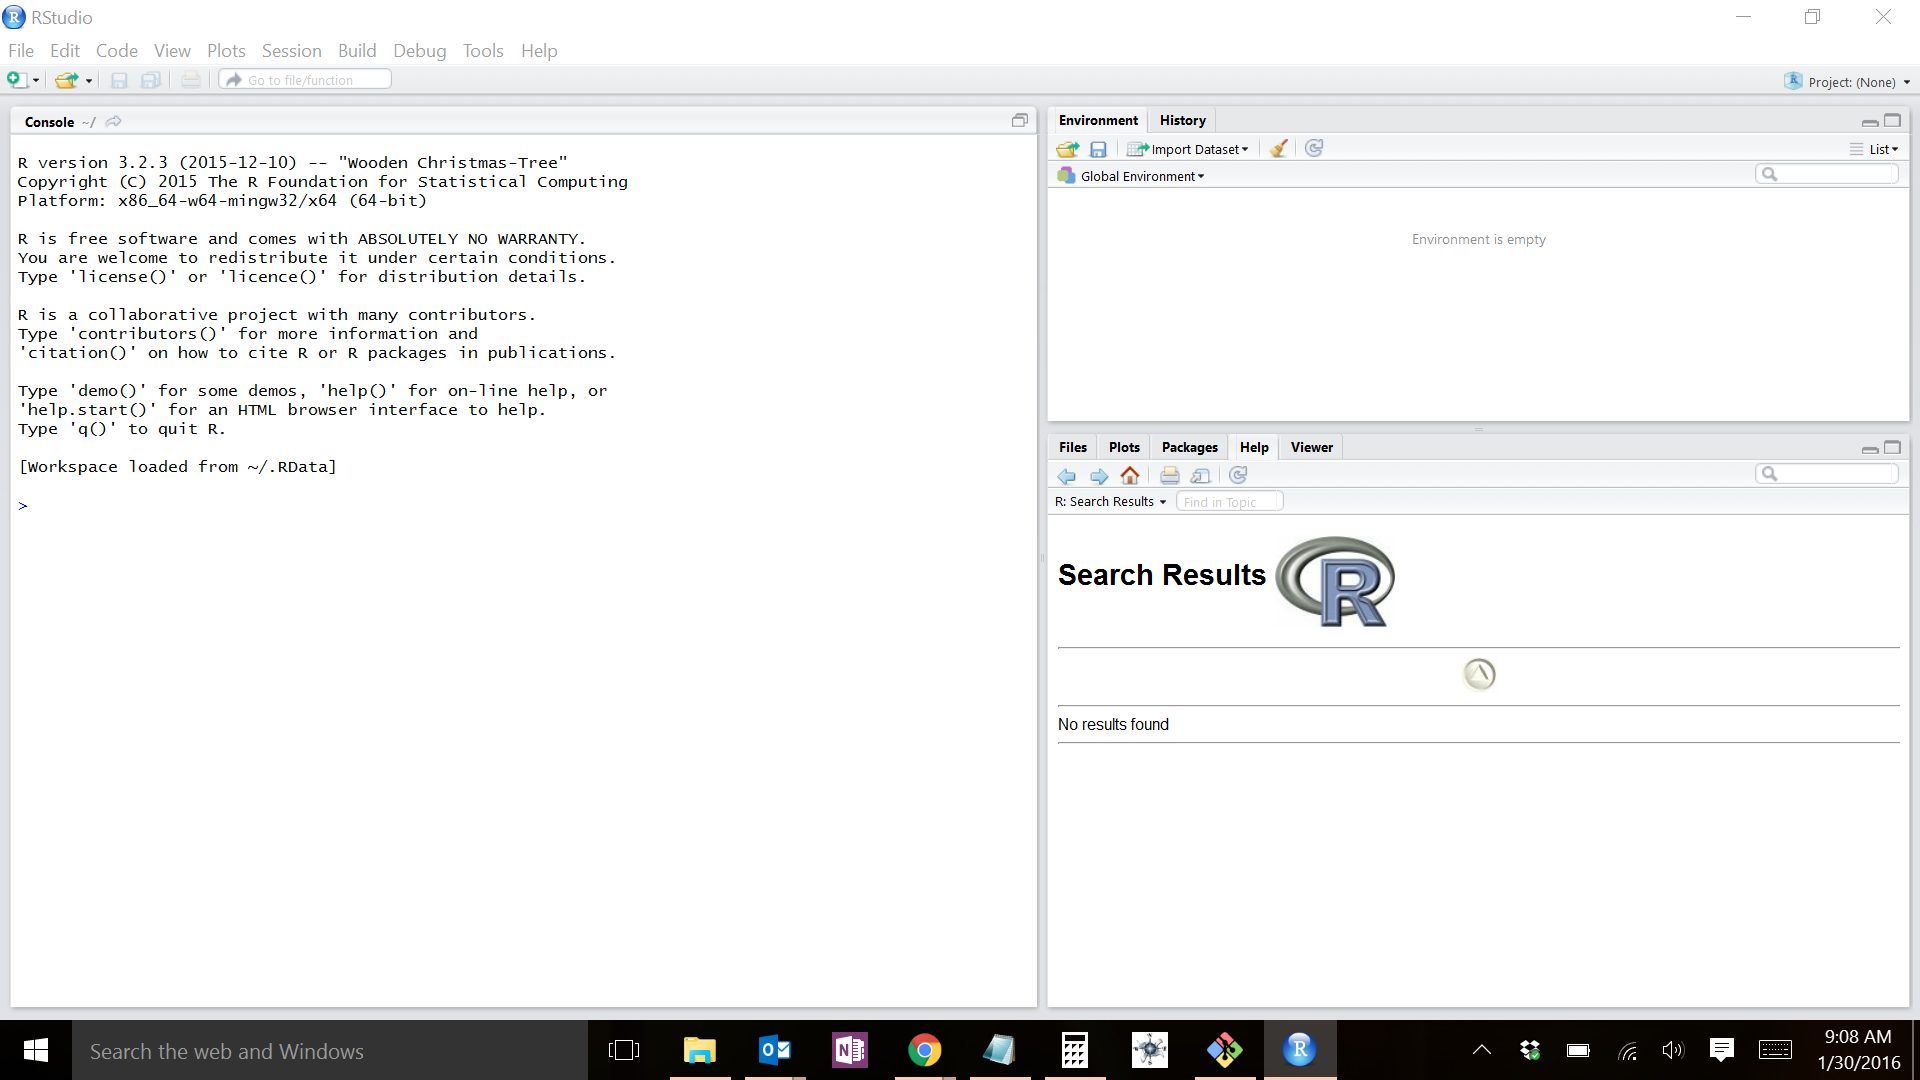 RStudio
File Edit Code View Plots Session Build Debug Tools Help
Go to file/function
Project: (None)
Console ~/
R version 3.2.3 (2015-12-10) -- "Wooden Christmas-Tree"
Copyright (C) 2015 The R Foundation for Statistical Computing
Platform: x86_64-w64-mingw32/x64 (64-bit)
R is free software and comes with ABSOLUTELY NO WARRANTY.
You are welcome to redistribute it under certain conditions.
Type 'license()' or 'licence()' for distribution details.
R is a collaborative project with many contributors.
Type 'contributors()' for more information and
'citation()' on how to cite R or R packages in publications.
Type 'demo()' for some demos, 'help()' for on-line help, or
'help.start()' for an HTML browser interface to help.
Type 'q()' to quit R.
[Workspace loaded from ~/.RData]
>
Environment History
Import Dataset
List
Global Environment
Environment is empty
Files Plots Packages Help Viewer
R: Search Results Find in Topic
Search Results R
No results found
Search the web and Windows
9:08 AM
1/30/2016